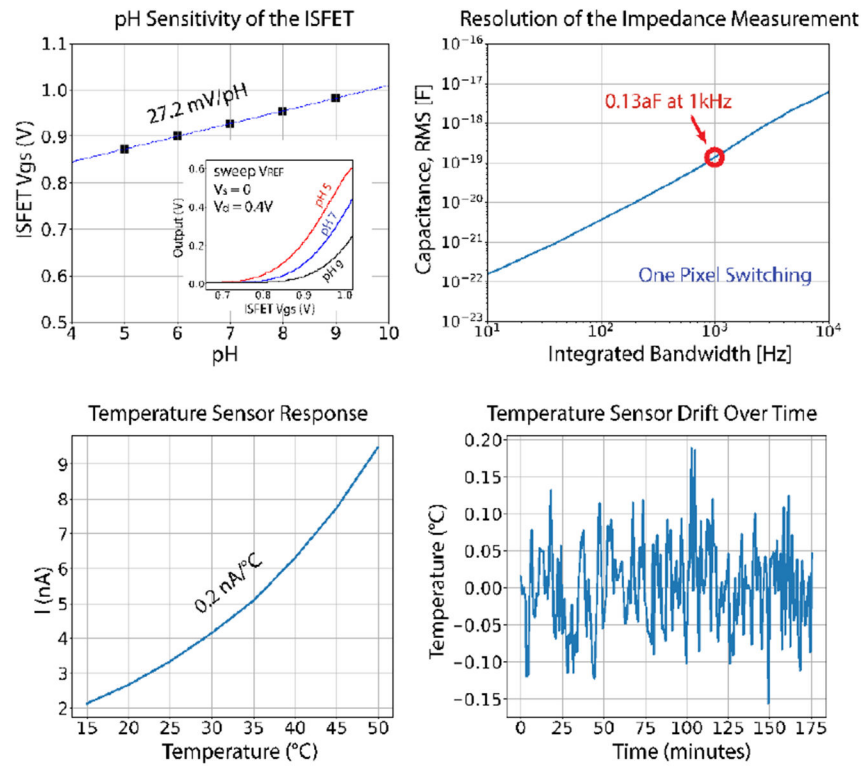 pH Sensitivity of the ISFET
1.1
1.0
0.9
0.8
0.7
0.6
0.5
ISFET Vgs (V)
27.2 mV/pH
4 5 6 7 8 9 10
pH
sweep VREF
Vs = 0
Vd = 0.4V
0.6
0.4
0.2
0.0
Output (V)
pH 5
pH 7
pH 9
0.7 0.8 0.9 1.0
ISFET Vgs (V)
Resolution of the Impedance Measurement
10⁻¹⁶
10⁻¹⁷
10⁻¹⁸
10⁻¹⁹
10⁻²⁰
10⁻²¹
10⁻²²
10⁻²³
Capacitance, RMS [F]
0.13aF at 1kHz
One Pixel Switching
10¹ 10² 10³ 10⁴
Integrated Bandwidth [Hz]
Temperature Sensor Response
9
8
7
6
5
4
3
2
I (nA)
0.2 nA/°C
15 20 25 30 35 40 45 50
Temperature (°C)
Temperature Sensor Drift Over Time
0.20
0.15
0.10
0.05
0.00
−0.05
−0.10
−0.15
Temperature (°C)
0 25 50 75 100 125 150 175
Time (minutes)